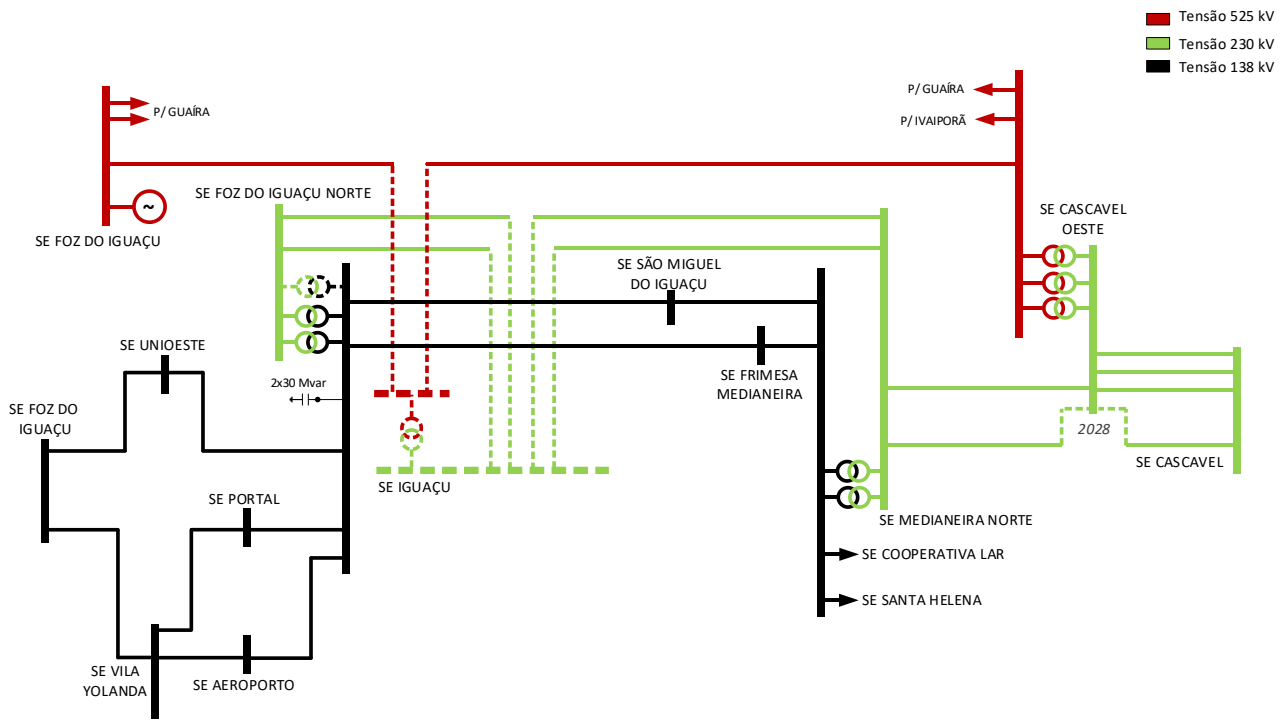 Tensão 525 kV
Tensão 230 kV
Tensão 138 kV
P/ GUAÍRA
P/ GUAÍRA
P/ IVAIPORÃ
SE FOZ DO IGUAÇU NORTE
~
SE FOZ DO IGUAÇU
SE CASCAVEL
OESTE
SE SÃO MIGUEL
DO IGUAÇU
SE UNIOESTE
SE FRIMESA
MEDIANEIRA
2x30 Mvar
SE FOZ DO
IGUAÇU
2028
SE CASCAVEL
SE IGUAÇU
SE PORTAL
SE MEDIANEIRA NORTE
SE COOPERATIVA LAR
SE SANTA HELENA
SE VILA
YOLANDA
SE AEROPORTO